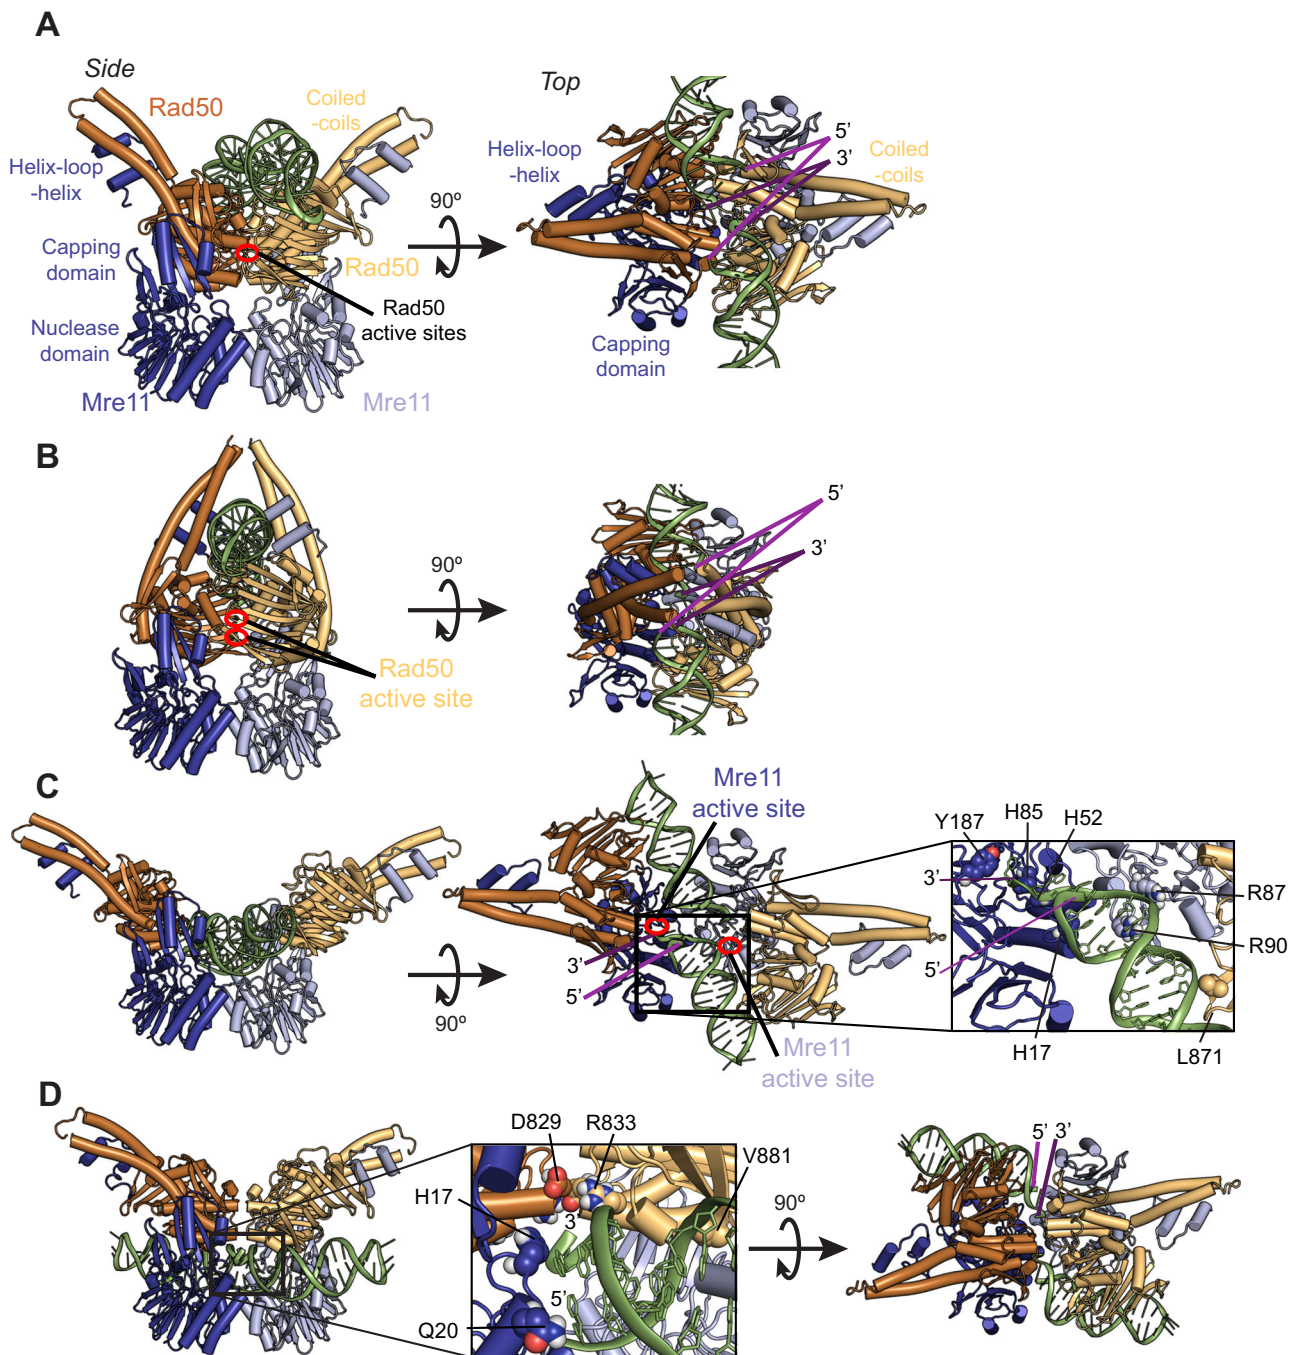 A
Side
Rad50
Coiled
-coils
Helix-loop
-helix
Capping
domain
Nuclease
domain
Mre11
Mre11
Rad50
Rad50
active sites
90º
Top
Helix-loop
-helix
5’
3’
Coiled
-coils
Capping
domain
B
90º
Rad50
active site
5’
3’
C
90º
90º
Mre11
active site
3’
5’
Mre11
active site
Y187
H85
H52
3’
R87
R90
5’
H17
L871
D
D829
R833
V881
H17
3’
5’
Q20
90º
5’
3’